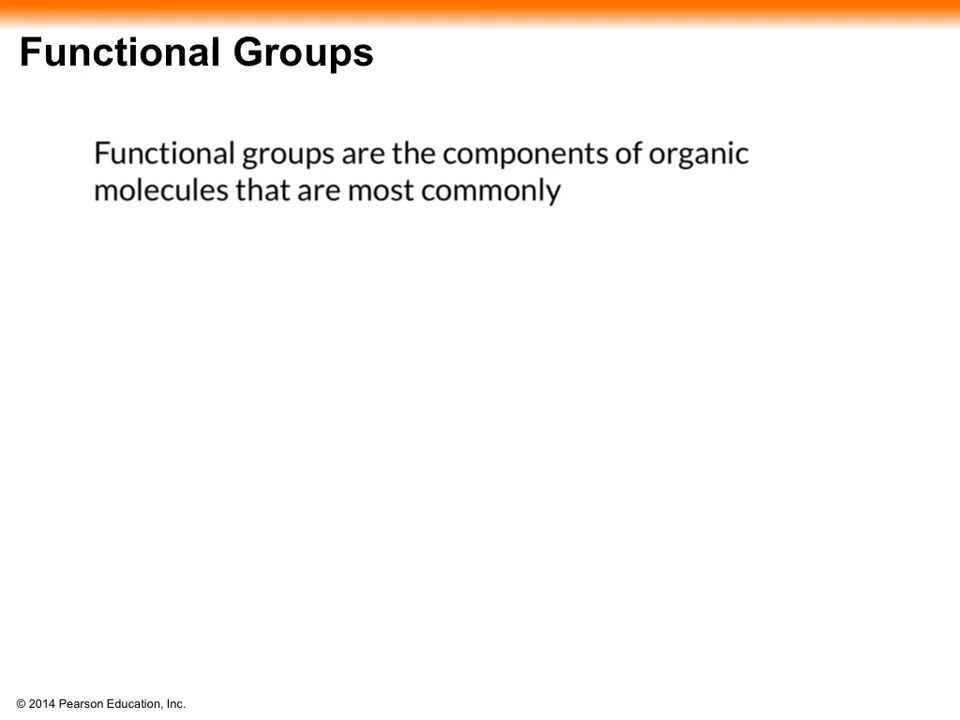 Functional Groups
Functional groups are the components of organic
molecules that are most commonly
© 2014 Pearson Education, Inc.